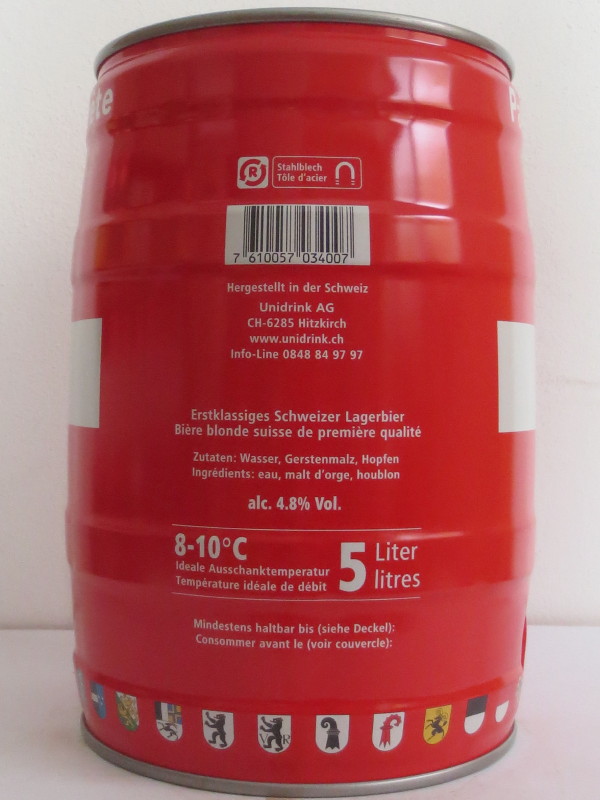 ète
P
R
Stahlblech
Tôle d'acier
7 610057 034007
Hergestellt in der Schweiz
Unidrink AG
CH-6285 Hitzkirch
www.unidrink.ch
Info-Line 0848 84 97 97
Erstklassiges Schweizer Lagerbier
Bière blonde suisse de première qualité
Zutaten: Wasser, Gerstenmalz, Hopfen
Ingrédients: eau, malt d'orge, houblon
alc. 4.8% Vol.
8-10°C
Ideale Ausschanktemperatur
Température idéale de débit
5 Liter
litres
Mindestens haltbar bis (siehe Deckel):
Consommer avant le (voir couvercle):